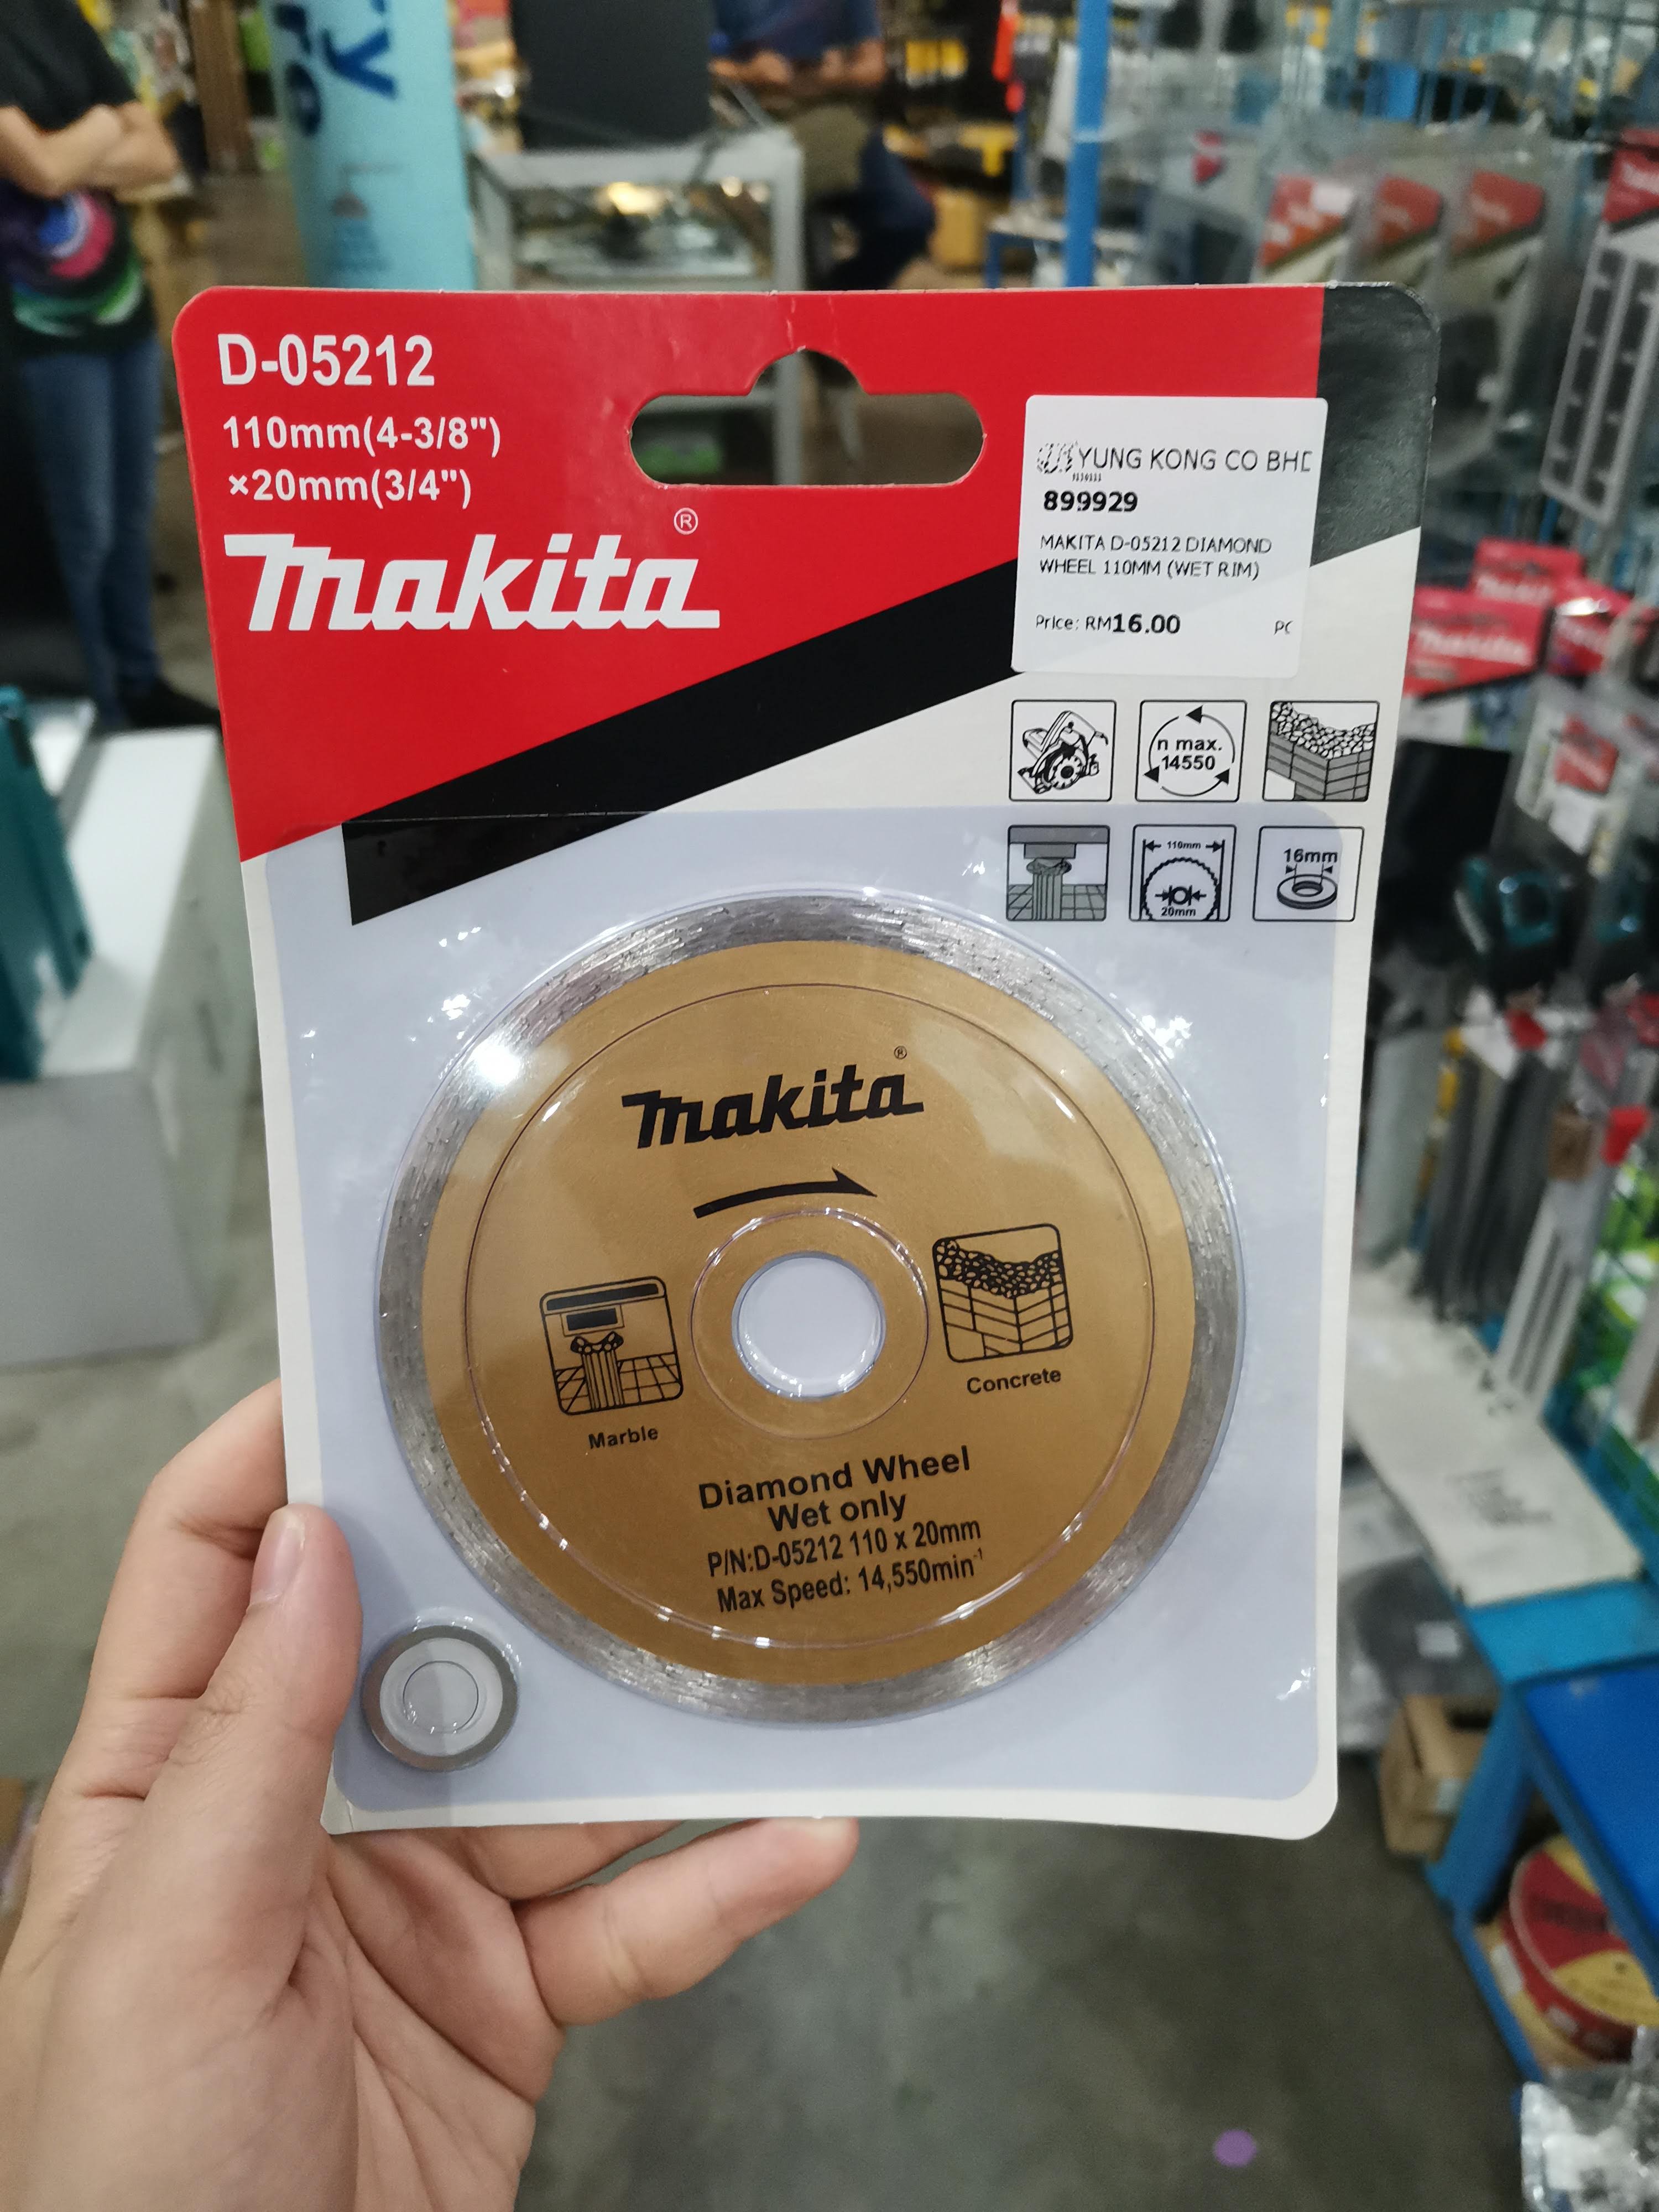 D-05212
110mm(4-3/8")
×20mm(3/4")
makita®
YUNG KONG CO BHD
899929
MAKITA D-05212 DIAMOND
WHEEL 110MM (WET RIM)
Price: RM16.00 PC
n max.
14550
110mm
20mm
16mm
makita®
Marble
Concrete
Diamond Wheel
Wet only
P/N:D-05212 110 x 20mm
Max Speed: 14,550min⁻¹